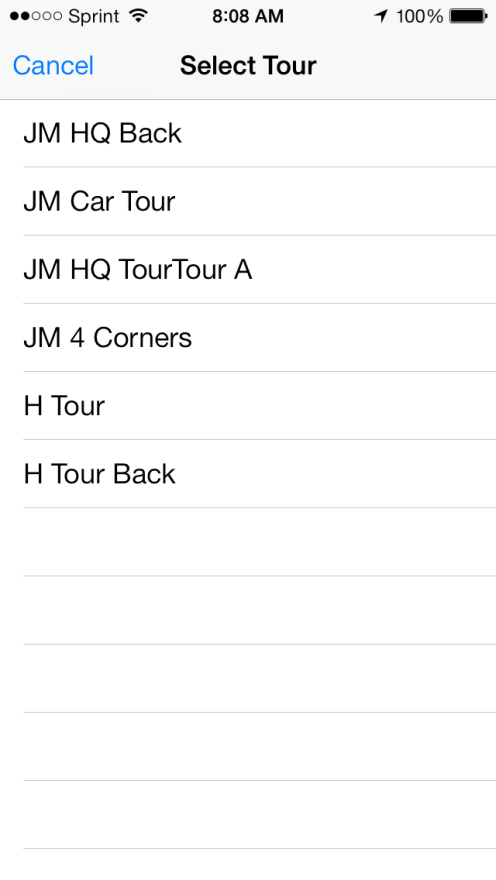 Sprint 8:08 AM 100%
Cancel Select Tour
JM HQ Back
JM Car Tour
JM HQ TourTour A
JM 4 Corners
H Tour
H Tour Back